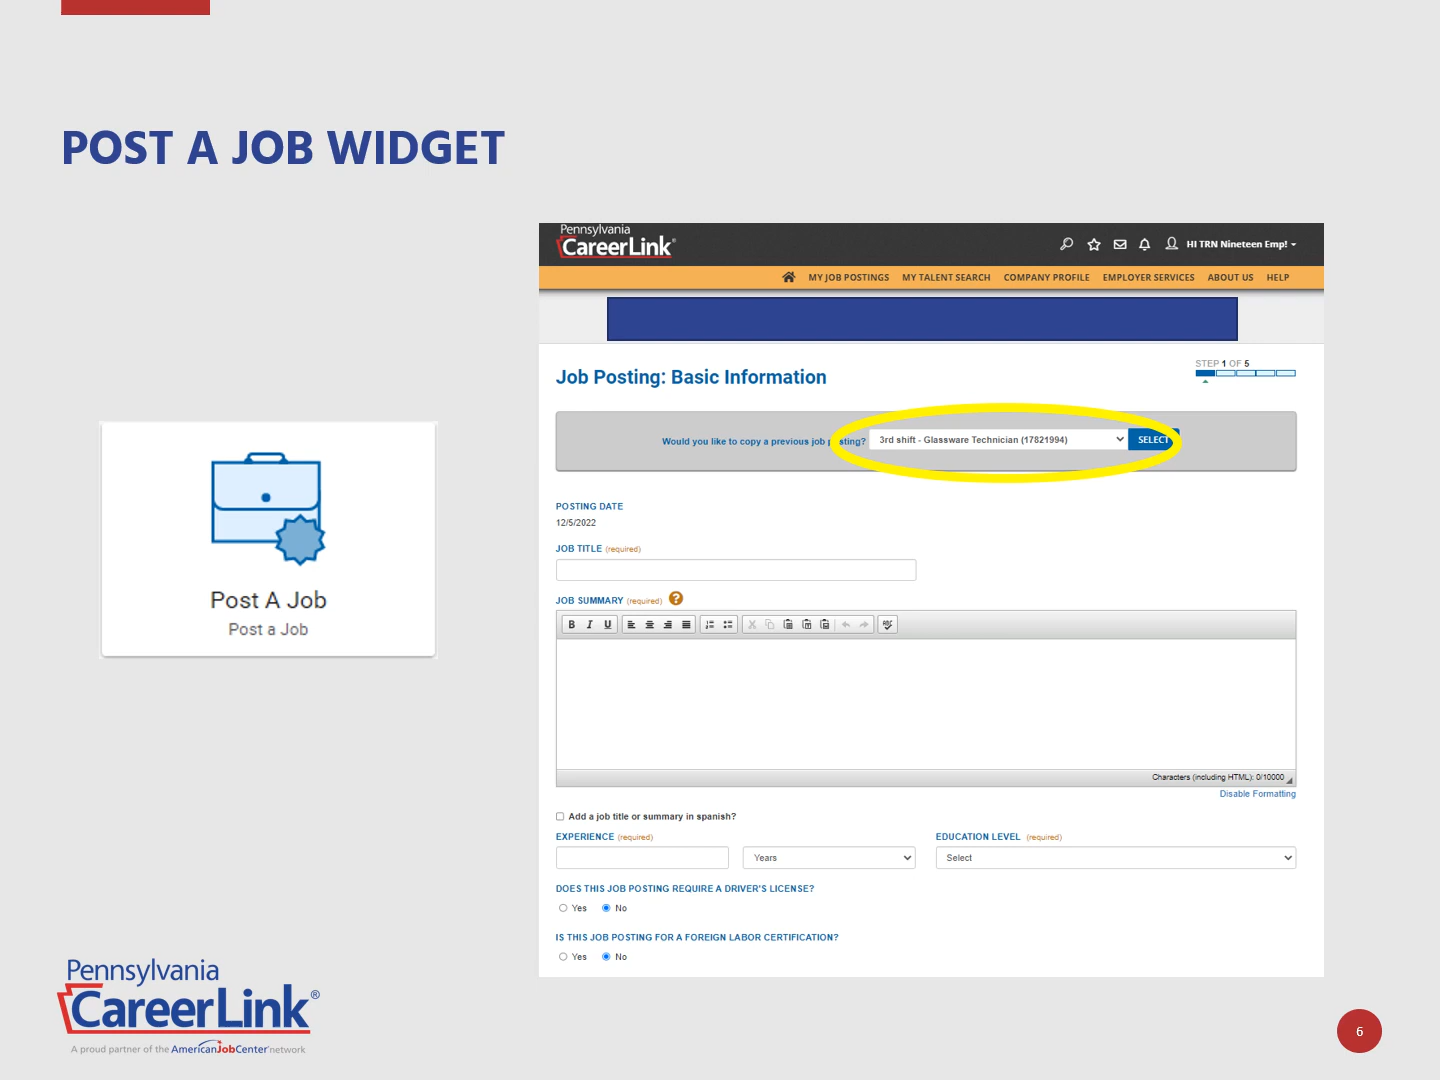 POST A JOB WIDGET
Pennsylvania
CareerLink®
HI TRN Nineteen Emp!
MY JOB POSTINGS MY TALENT SEARCH COMPANY PROFILE EMPLOYER SERVICES ABOUT US HELP
Job Posting: Basic Information
STEP 1 OF 5
Would you like to copy a previous job posting? 3rd shift - Glassware Technician (17821994) SELECT
POSTING DATE
12/5/2022
JOB TITLE (required)
JOB SUMMARY (required) ?
B I U ABC
Characters (including HTML): 0/10000
Disable Formatting
Add a job title or summary in spanish?
EXPERIENCE (required) EDUCATION LEVEL (required)
Years Select
DOES THIS JOB POSTING REQUIRE A DRIVER'S LICENSE?
Yes No
IS THIS JOB POSTING FOR A FOREIGN LABOR CERTIFICATION?
Yes No
Post A Job
Post a Job
Pennsylvania
CareerLink®
A proud partner of the AmericanJobCenter network
6